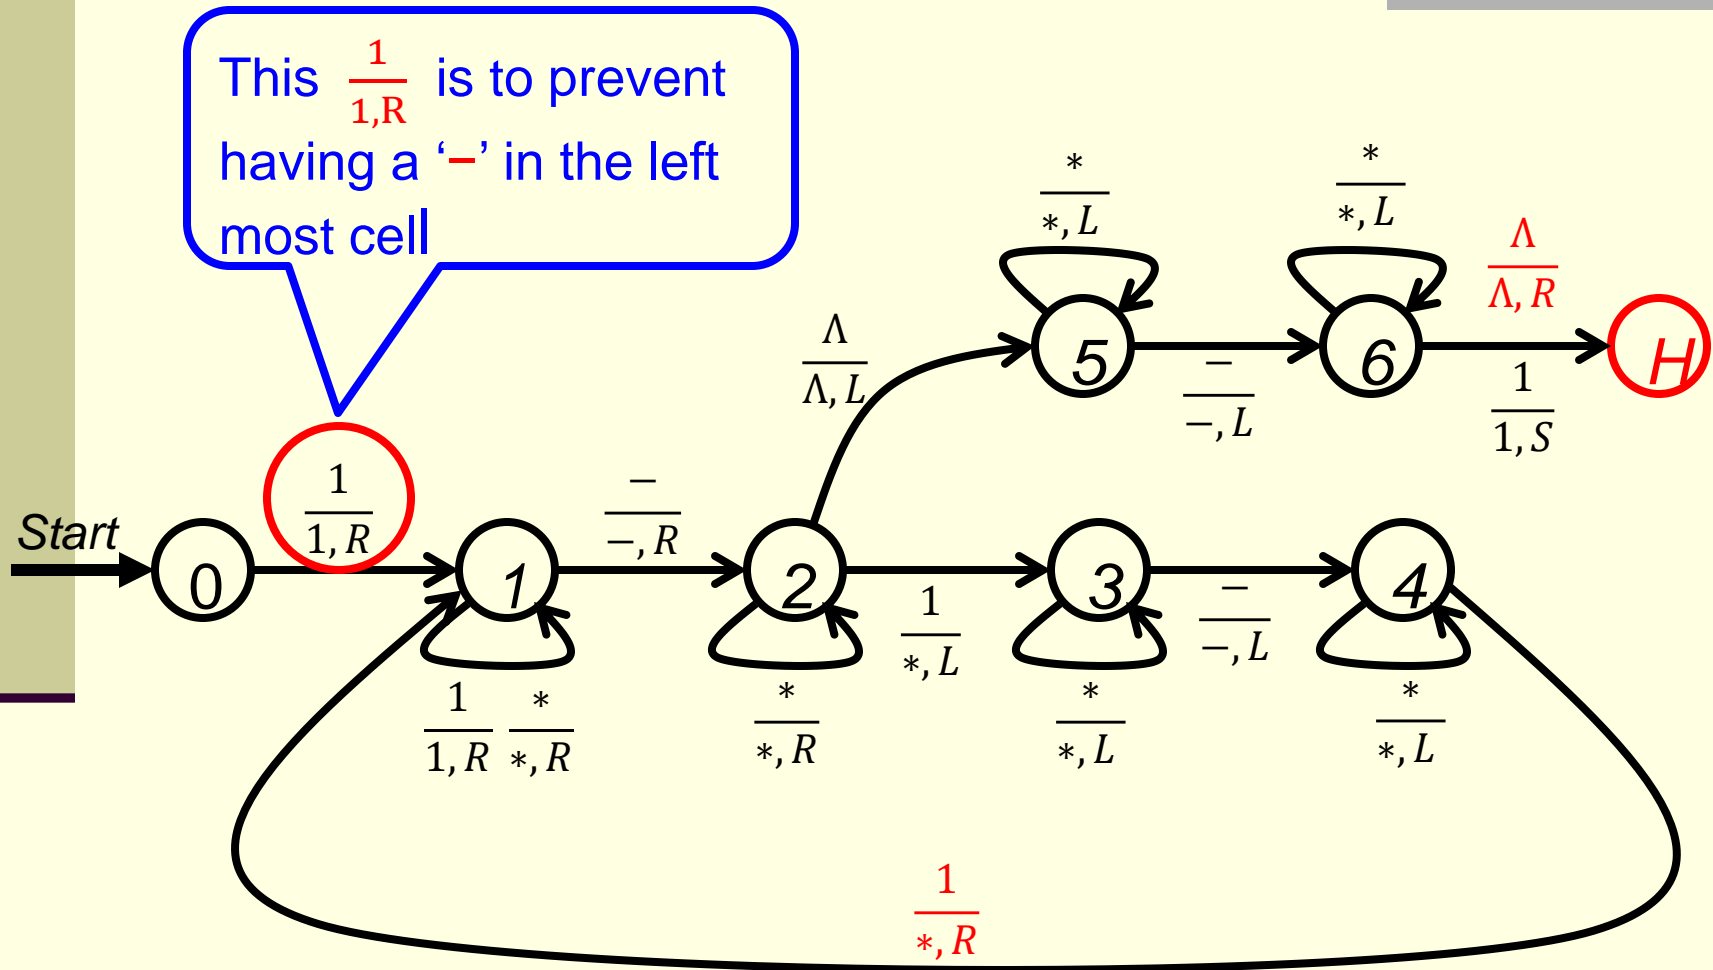 This 1/1,R is to prevent
having a ‘−’ in the left
most cell
*/*, L
*/*, L
Λ/Λ, R
Λ/Λ, L
5
−/−, L
6
1/1, S
H
Start
0
1/1, R
1
−/−, R
2
1/*, L
3
−/−, L
4
1/1, R */*, R
*/*, R
*/*, L
*/*, L
1/*, R